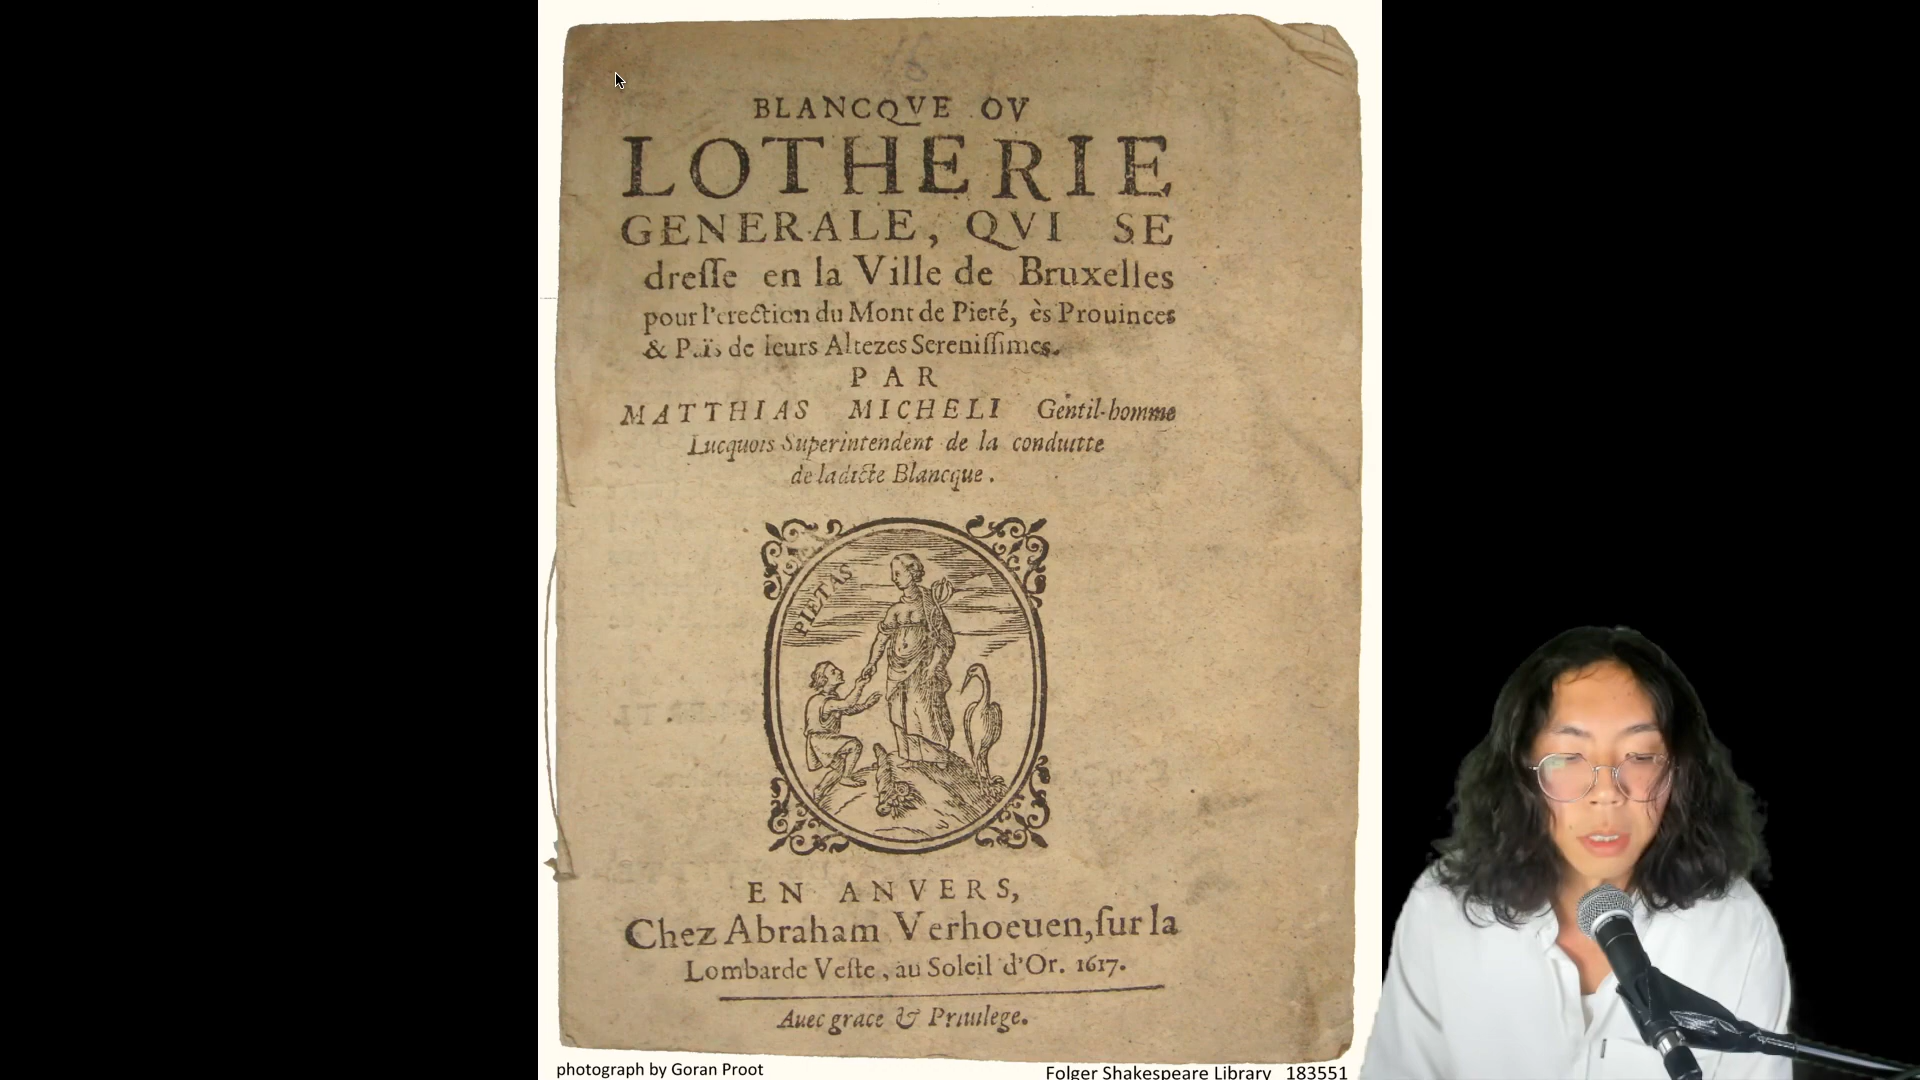 BLANCQVE OV
LOTHERIE
GENERALE, QVI SE
dresse en la Ville de Bruxelles
pour l'erection du Mont de Pieté, ès Prouinces
& Païs de leurs Altezes Serenissimes.
PAR
MATTHIAS MICHELI Gentil-homme
Lucquois Superintendent de la conduitte
de ladicte Blancque.
PIETAS
EN ANVERS,
Chez Abraham Verhoeuen, sur la
Lombarde Veste, au Soleil d'Or. 1617.
Auec grace & Priuilege.
photograph by Goran Proot
Folger Shakespeare Library 183551